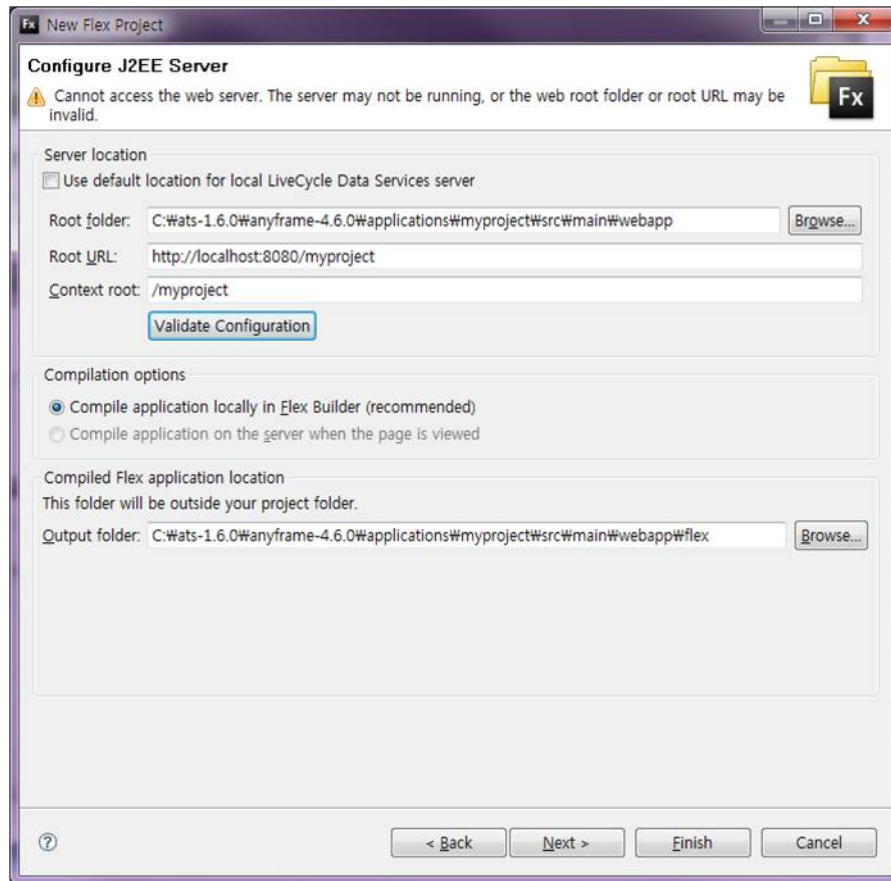 Fx New Flex Project
Configure J2EE Server
Cannot access the web server. The server may not be running, or the web root folder or root URL may be
invalid.
Fx
Server location
Use default location for local LiveCycle Data Services server
Root folder: C:₩ats-1.6.0₩anyframe-4.6.0₩applications₩myproject₩src₩main₩webapp Browse...
Root URL: http://localhost:8080/myproject
Context root: /myproject
Validate Configuration
Compilation options
Compile application locally in Flex Builder (recommended)
Compile application on the server when the page is viewed
Compiled Flex application location
This folder will be outside your project folder.
Output folder: C:₩ats-1.6.0₩anyframe-4.6.0₩applications₩myproject₩src₩main₩webapp₩flex Browse...
? < Back Next > Finish Cancel